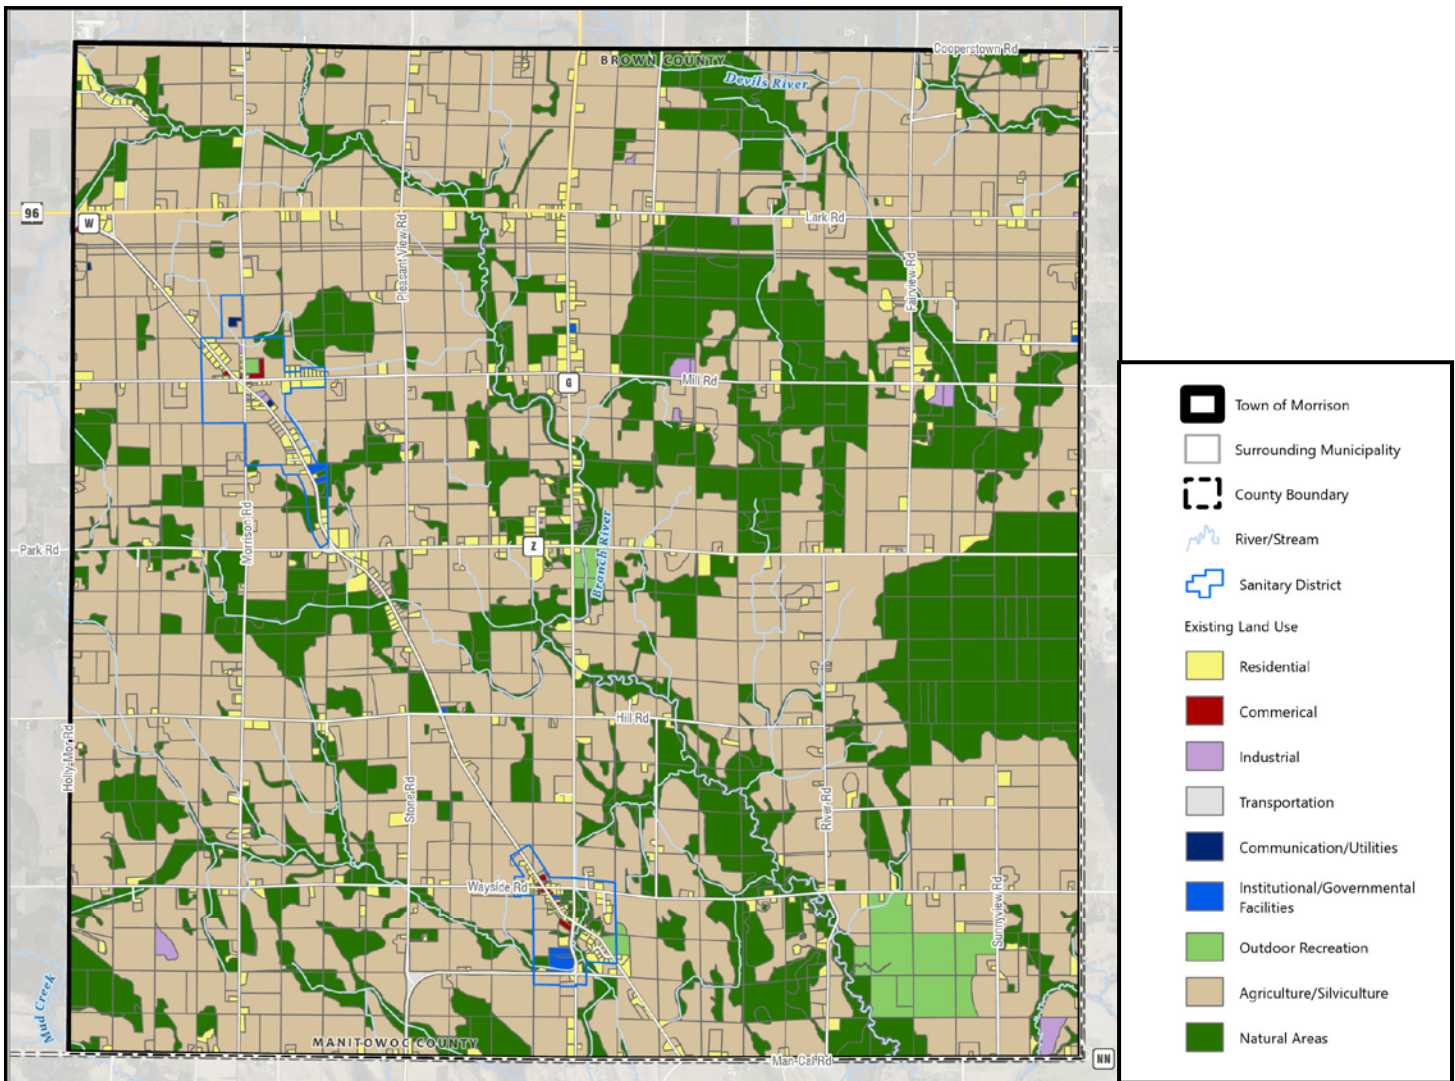 Cooperstown Rd
BROWN COUNTY
Devils River
96
W
Pleasant View Rd
Lark Rd
Fairview Rd
G
Mill Rd
Morrison Rd
Park Rd
Z
Branch River
Holly-Mor Rd
Hill Rd
Stone Rd
River Rd
Wayside Rd
Sunnyview Rd
Mud Creek
MANITOWOC COUNTY
Man-Cal Rd
NN
Town of Morrison
Surrounding Municipality
County Boundary
River/Stream
Sanitary District
Existing Land Use
Residential
Commerical
Industrial
Transportation
Communication/Utilities
Institutional/Governmental
Facilities
Outdoor Recreation
Agriculture/Silviculture
Natural Areas